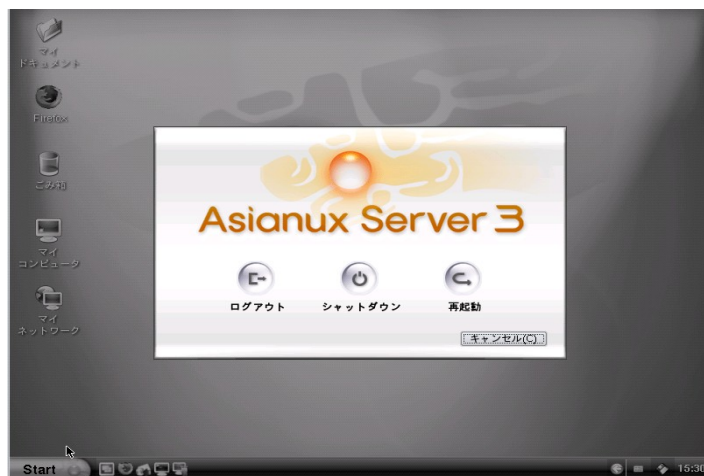 マイ
ドキュメント
Firefox
ごみ箱
マイ
コンピュータ
マイ
ネットワーク
Asianux Server 3
ログアウト
シャットダウン
再起動
キャンセル(C)
Start
15:30